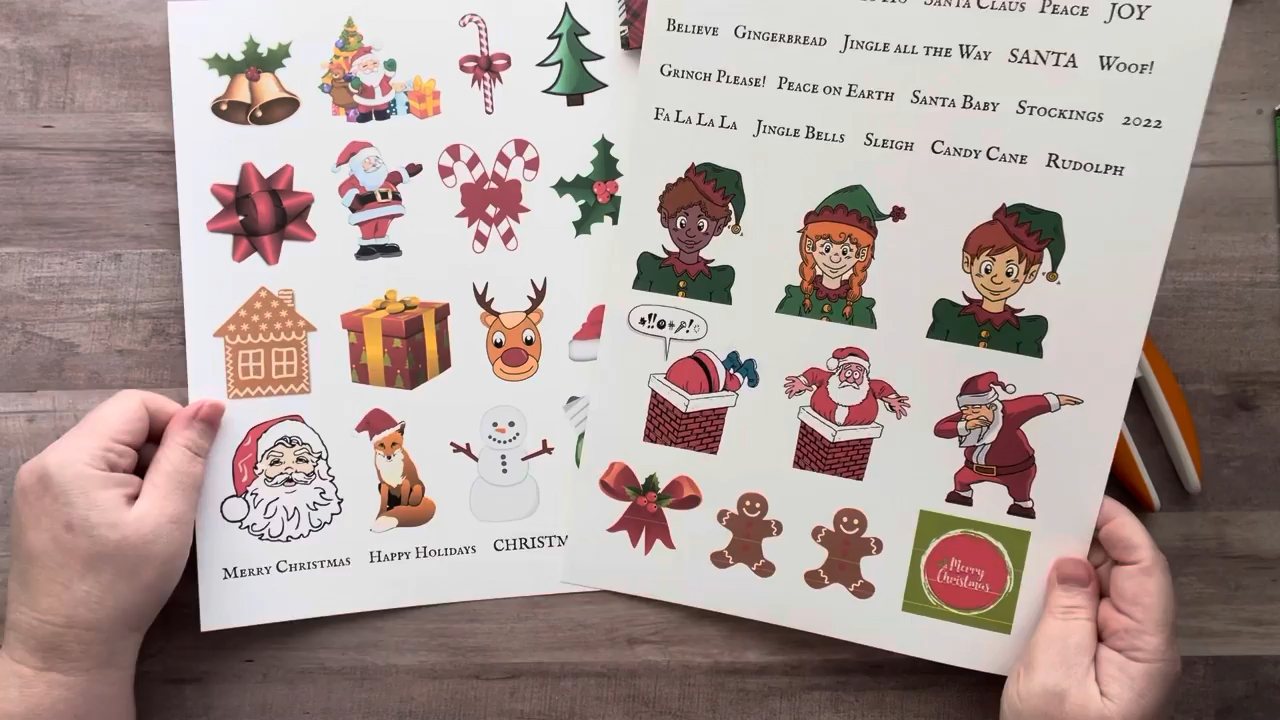 Santa Claus Peace JOY
Believe Gingerbread Jingle all the Way SANTA Woof!
Grinch Please! Peace on Earth Santa Baby Stockings 2022
Fa La La La Jingle Bells Sleigh Candy Cane Rudolph
*!!@*?!
Merry
Christmas
Merry Christmas Happy Holidays CHRISTM